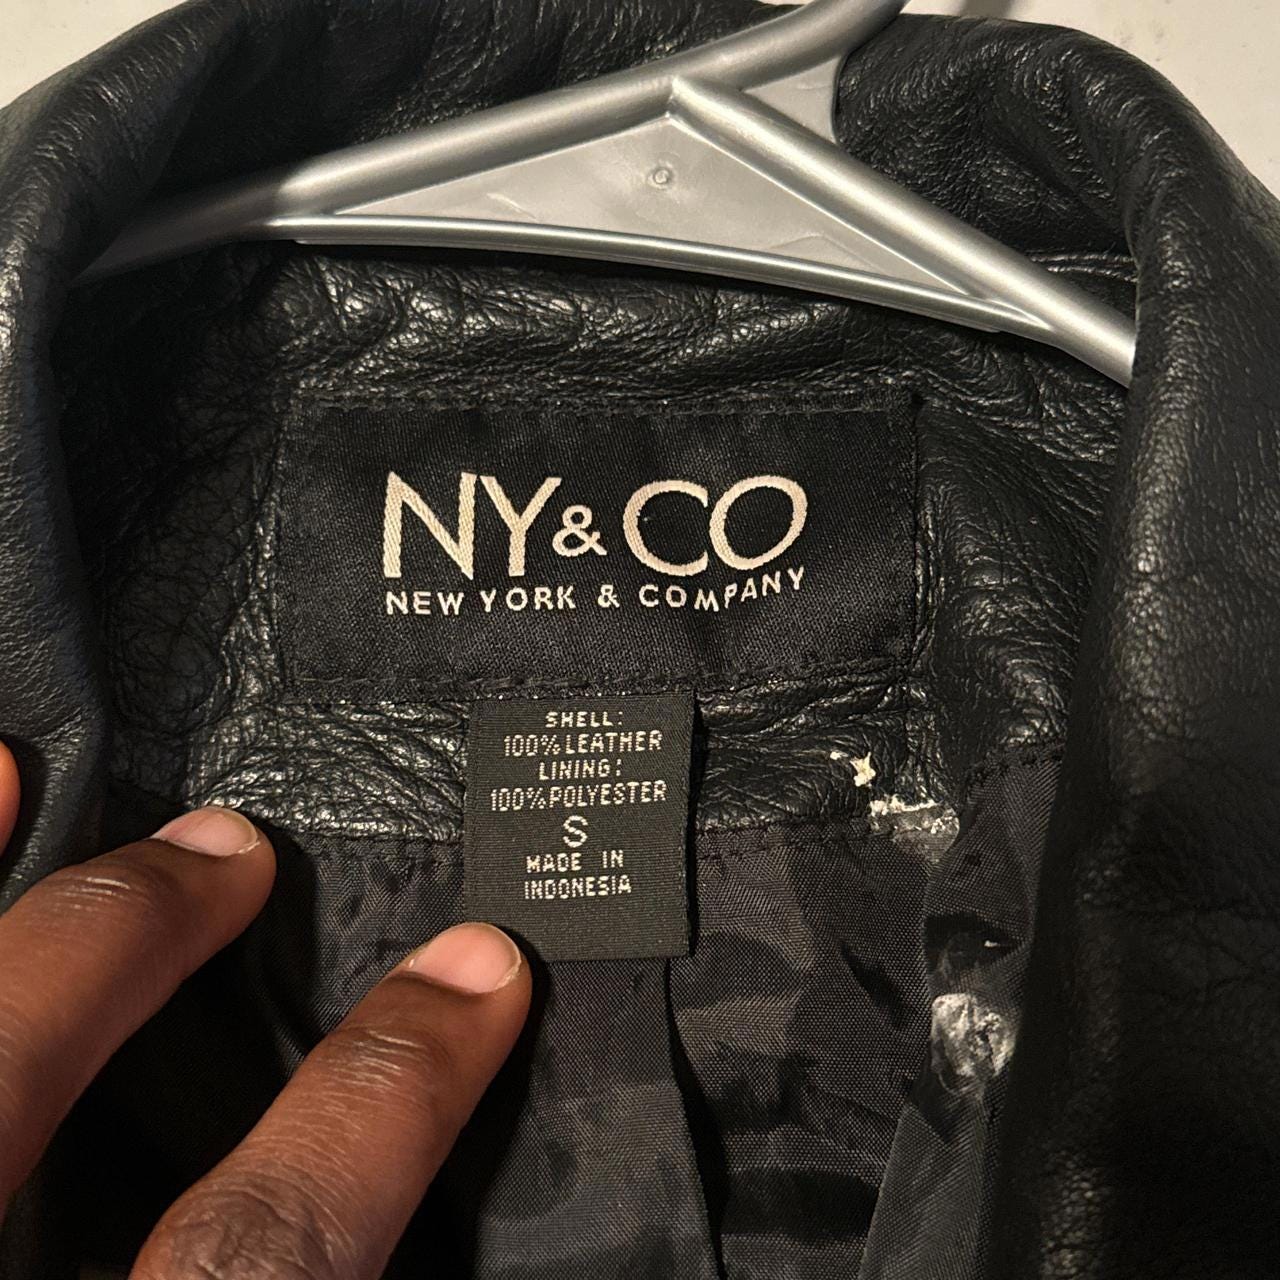 NY&CO
NEW YORK & COMPANY
SHELL:
100%LEATHER
LINING:
100%POLYESTER
S
MADE IN
INDONESIA